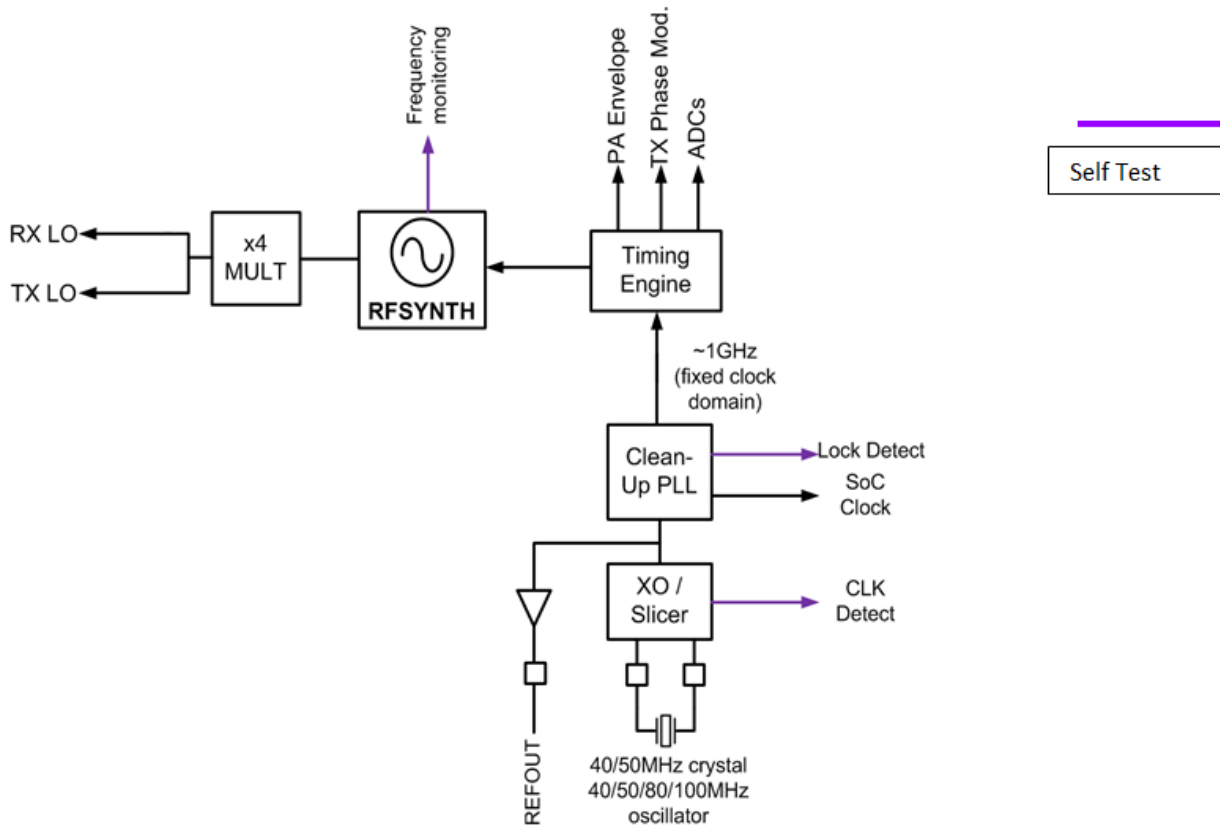 Frequency
monitoring
PA Envelope
TX Phase Mod.
ADCs
Self Test
RX LO
TX LO
x4
MULT
RFSYNTH
Timing
Engine
~1GHz
(fixed clock
domain)
Clean-
Up PLL
Lock Detect
SoC
Clock
XO /
Slicer
CLK
Detect
REFOUT
40/50MHz crystal
40/50/80/100MHz
oscillator